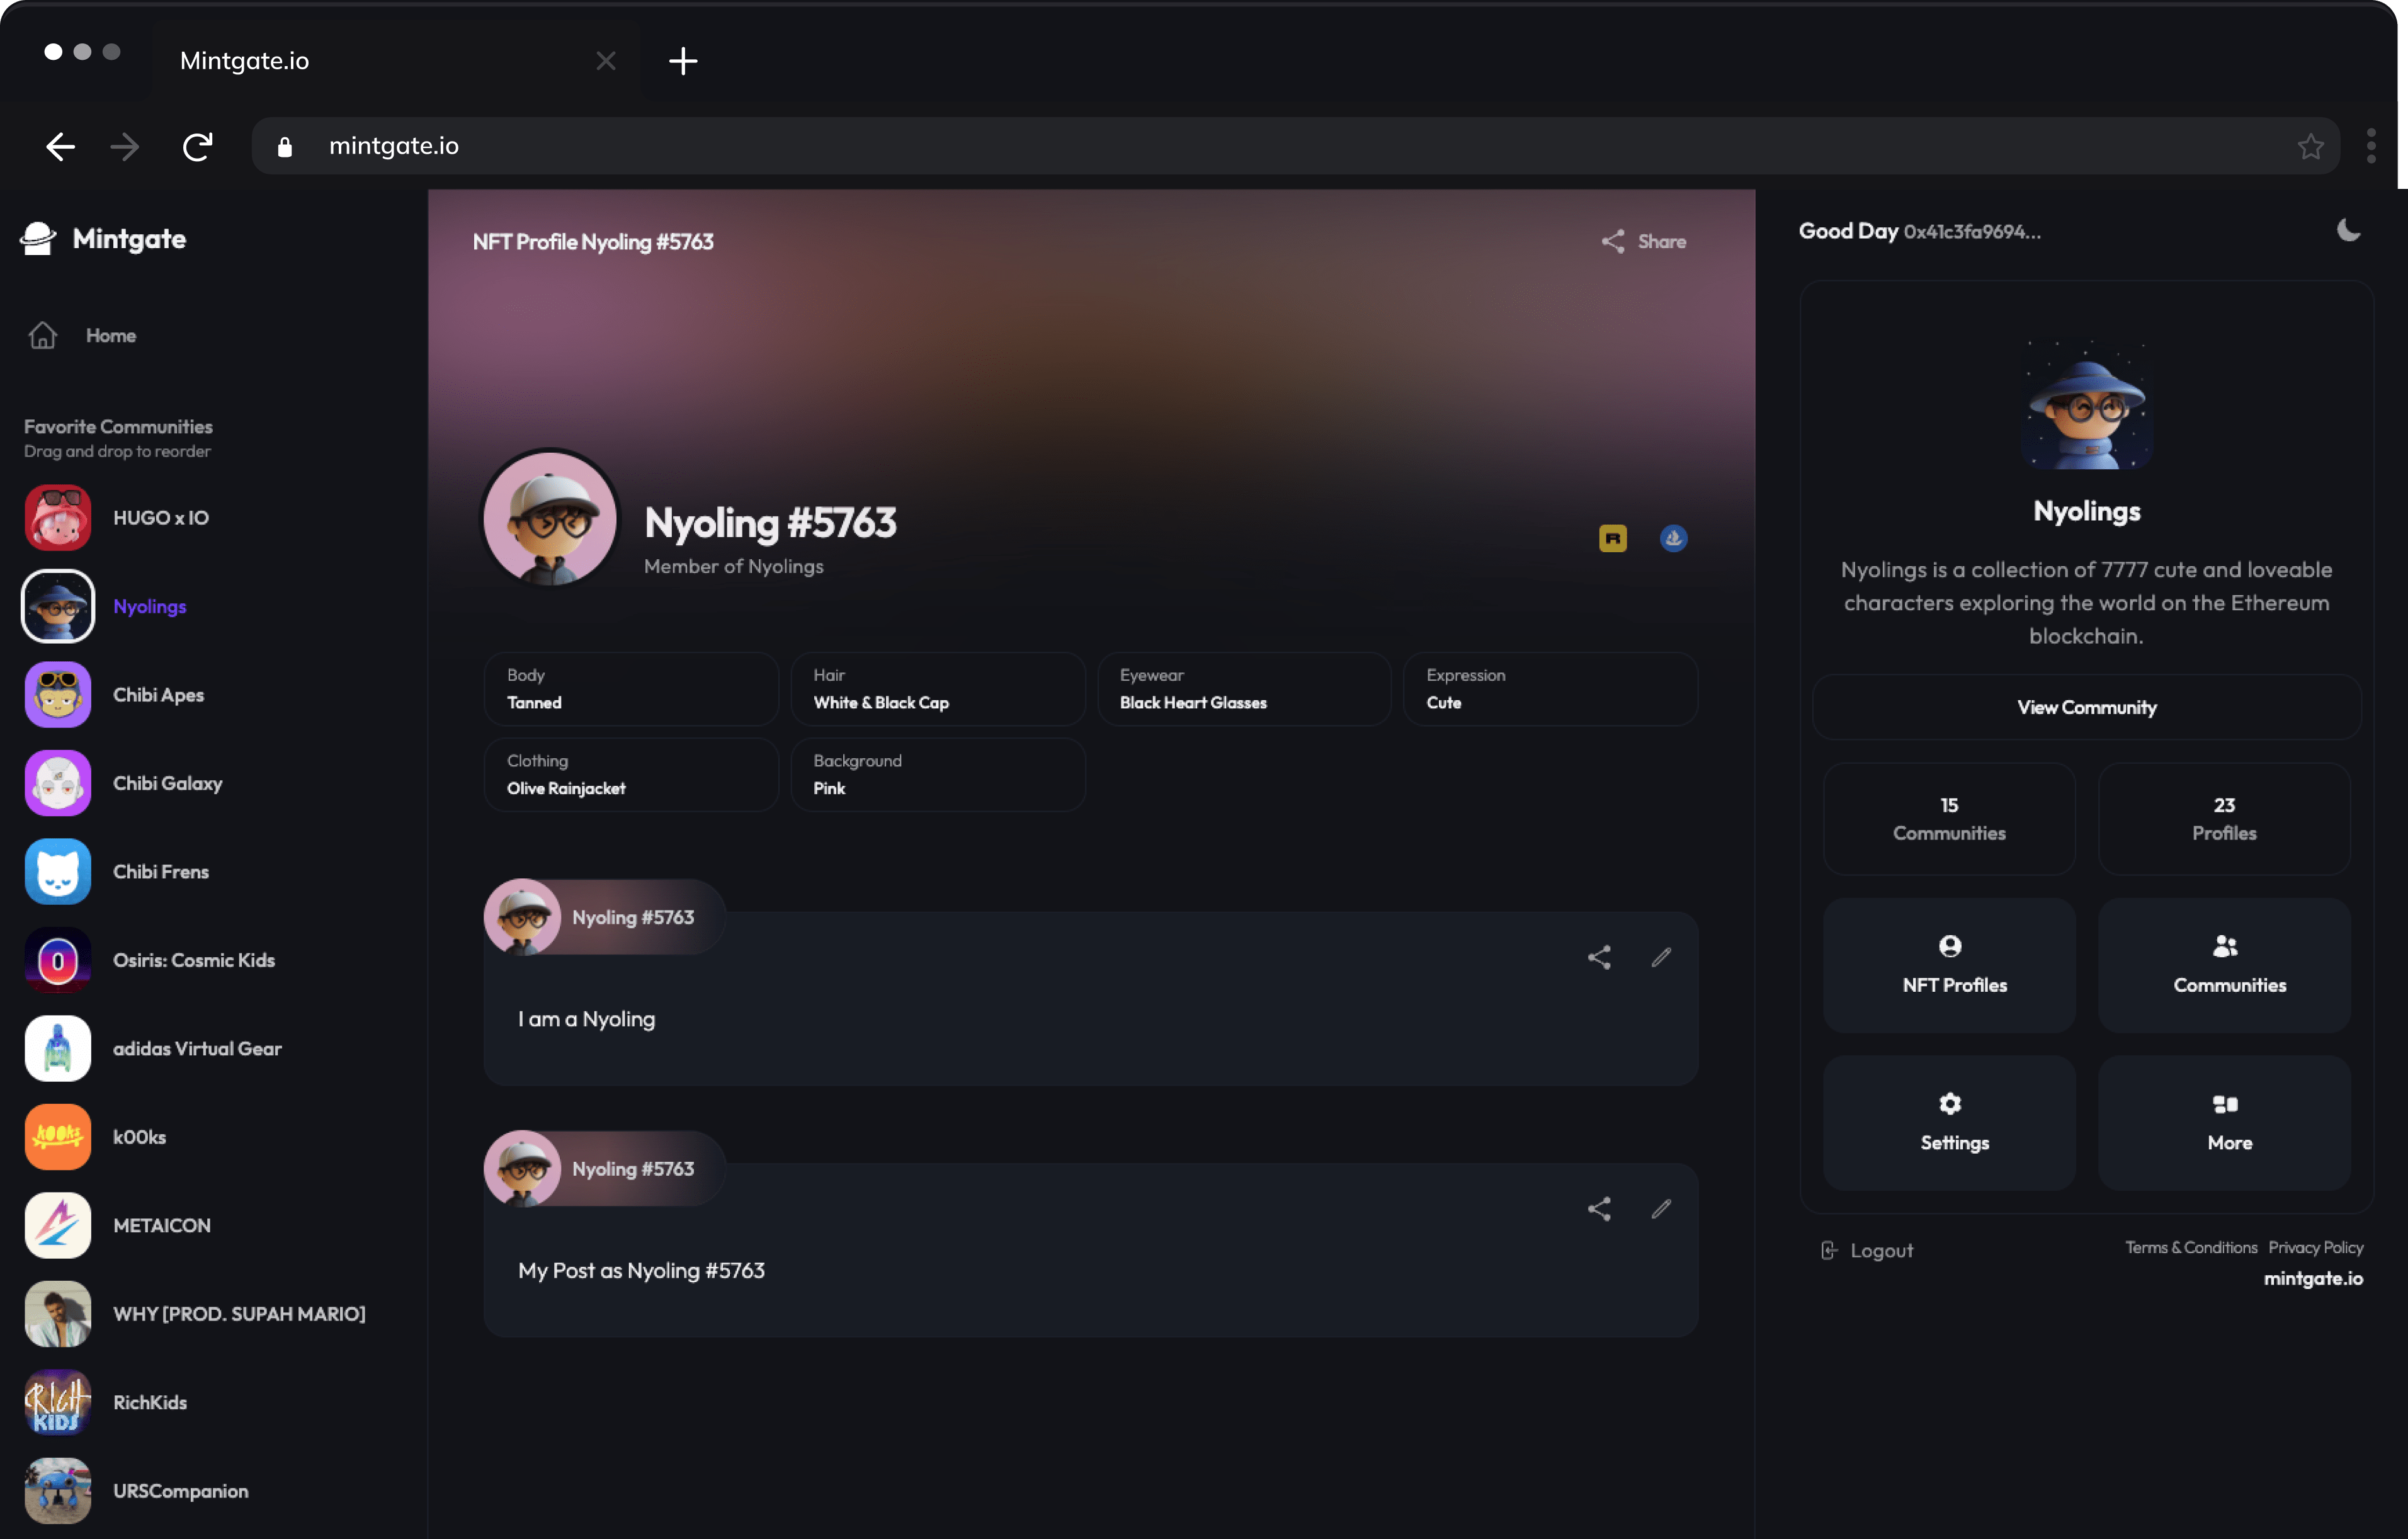 Mintgate.io
mintgate.io
Mintgate
Home
Favorite Communities
Drag and drop to reorder
HUGO x IO
Nyolings
Chibi Apes
Chibi Galaxy
Chibi Frens
O
Osiris: Cosmic Kids
adidas Virtual Gear
k00ks
k00ks
METAICON
WHY [PROD. SUPAH MARIO]
RICH
KIDS
RichKids
URSCompanion
NFT Profile Nyoling #5763
Share
Nyoling #5763
Member of Nyolings
R
Body
Tanned
Hair
White & Black Cap
Eyewear
Black Heart Glasses
Expression
Cute
Clothing
Olive Rainjacket
Background
Pink
Nyoling #5763
I am a Nyoling
Nyoling #5763
My Post as Nyoling #5763
Good Day 0x41c3fa9694...
Nyolings
Nyolings is a collection of 7777 cute and loveable
characters exploring the world on the Ethereum
blockchain.
View Community
15
Communities
23
Profiles
NFT Profiles
Communities
Settings
More
Logout
Terms & Conditions Privacy Policy
mintgate.io